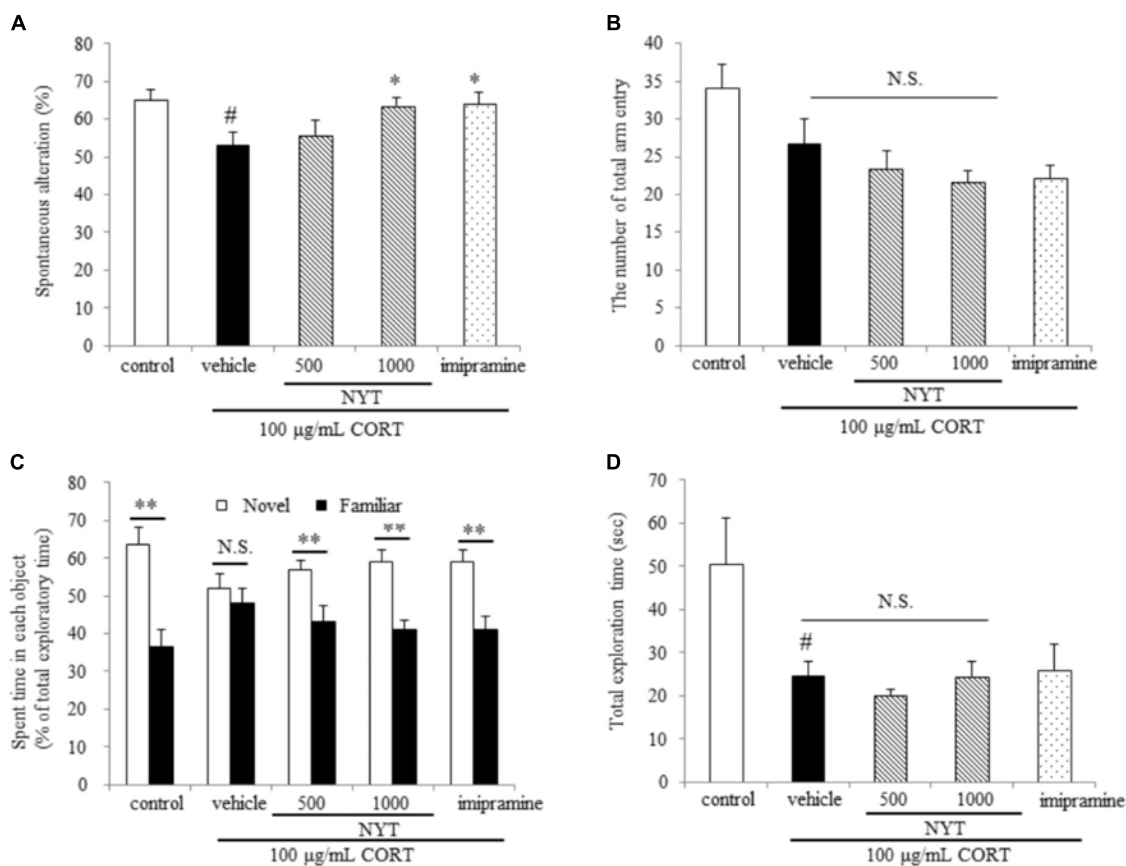 A
Spontaneous alteration (%)
80
70
60
50
40
30
20
10
0
#
*
*
control
vehicle
500
1000
imipramine
NYT
100 μg/mL CORT
B
The number of total arm entry
40
35
30
25
20
15
10
5
0
N.S.
control
vehicle
500
1000
imipramine
NYT
100 μg/mL CORT
C
Spent time in each object
(% of total exploratory time)
80
70
60
50
40
30
20
10
0
Novel
Familiar
**
N.S.
**
**
**
control
vehicle
500
1000
imipramine
NYT
100 μg/mL CORT
D
Total exploration time (sec)
70
60
50
40
30
20
10
0
N.S.
#
control
vehicle
500
1000
imipramine
NYT
100 μg/mL CORT